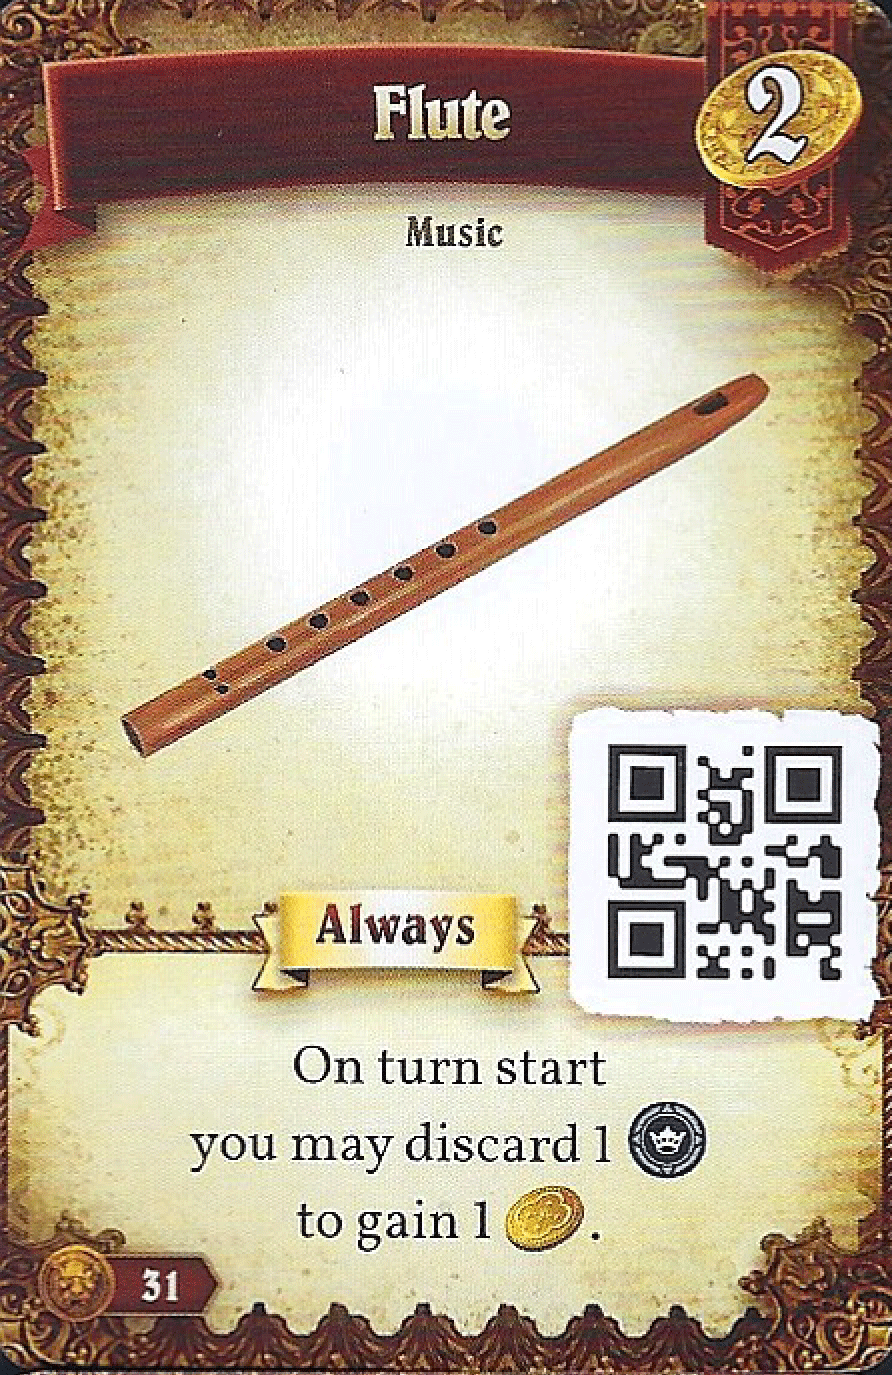 Flute
2
Music
Always
On turn start
you may discard 1
to gain 1 .
31